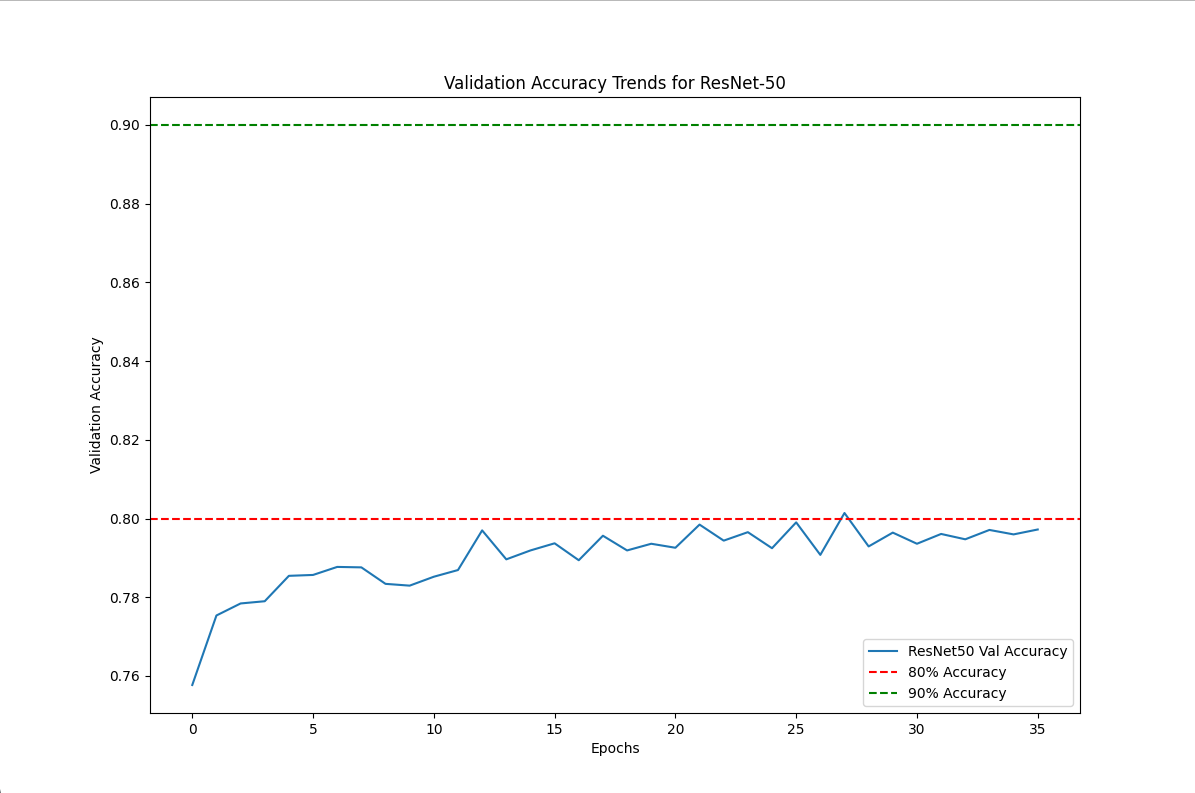 Validation Accuracy Trends for ResNet-50
0.90
0.88
0.86
0.84
0.82
0.80
0.78
0.76
Validation Accuracy
0 5 10 15 20 25 30 35
Epochs
ResNet50 Val Accuracy
80% Accuracy
90% Accuracy